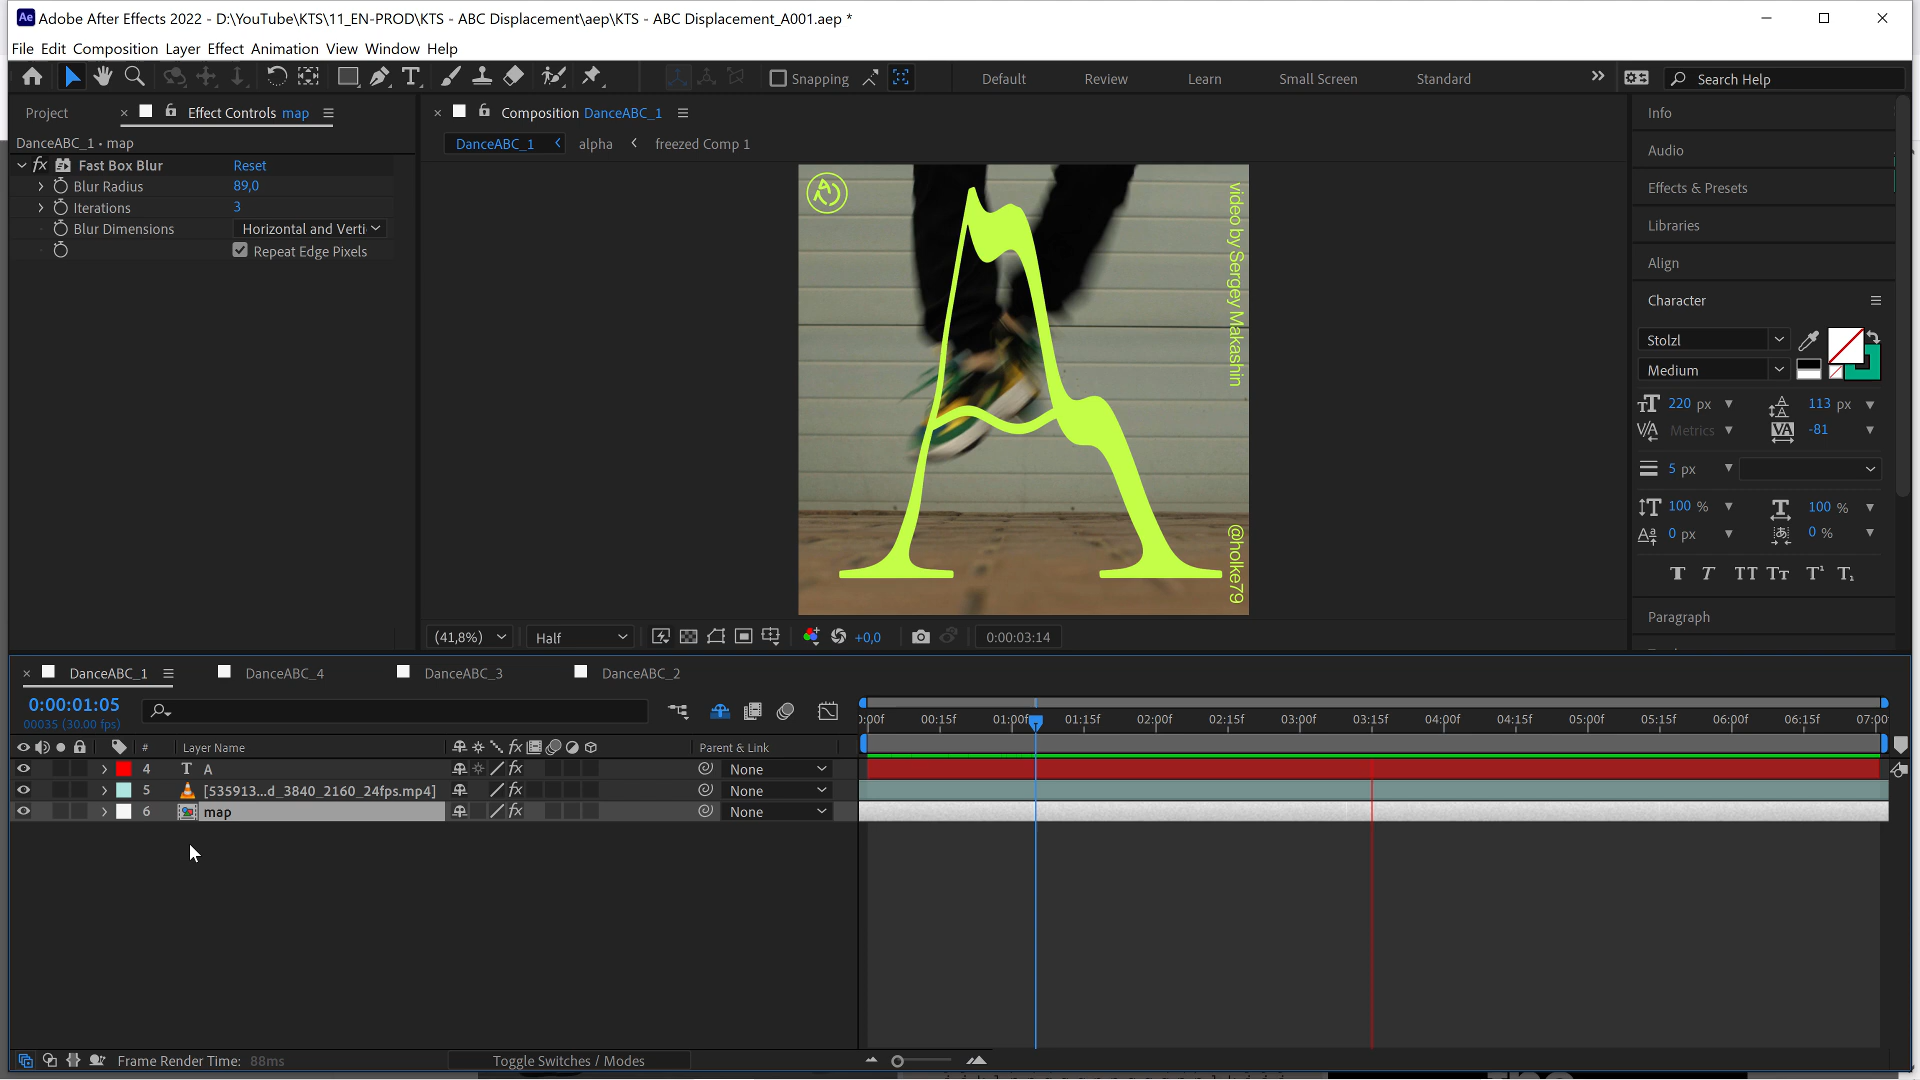 Adobe After Effects 2022 - D:\YouTube\KTS\11_EN-PROD\KTS - ABC Displacement\aep\KTS - ABC Displacement_A001.aep *
File Edit Composition Layer Effect Animation View Window Help
Snapping
Default Review Learn Small Screen Standard
Search Help
Project
Effect Controls map
DanceABC_1 • map
fx Fast Box Blur Reset
Blur Radius 89,0
Iterations 3
Blur Dimensions Horizontal and Verti
Repeat Edge Pixels
Composition DanceABC_1
DanceABC_1 alpha freezed Comp 1
A
video by Sergey Makashin
@holke79
(41,8%) Half +0,0 0:00:03:14
Info
Audio
Effects & Presets
Libraries
Align
Character
Stolzl
Medium
220 px 113 px
Metrics -81
5 px
100 % 100 %
0 px 0 %
Paragraph
DanceABC_1 DanceABC_4 DanceABC_3 DanceABC_2
0:00:01:05
00035 (30.00 fps)
):00f 00:15f 01:00f 01:15f 02:00f 02:15f 03:00f 03:15f 04:00f 04:15f 05:00f 05:15f 06:00f 06:15f 07:00
# Layer Name fx Parent & Link
4 T A fx None
5 [535913...d_3840_2160_24fps.mp4] fx None
6 map fx None
Frame Render Time: 88ms
Toggle Switches / Modes